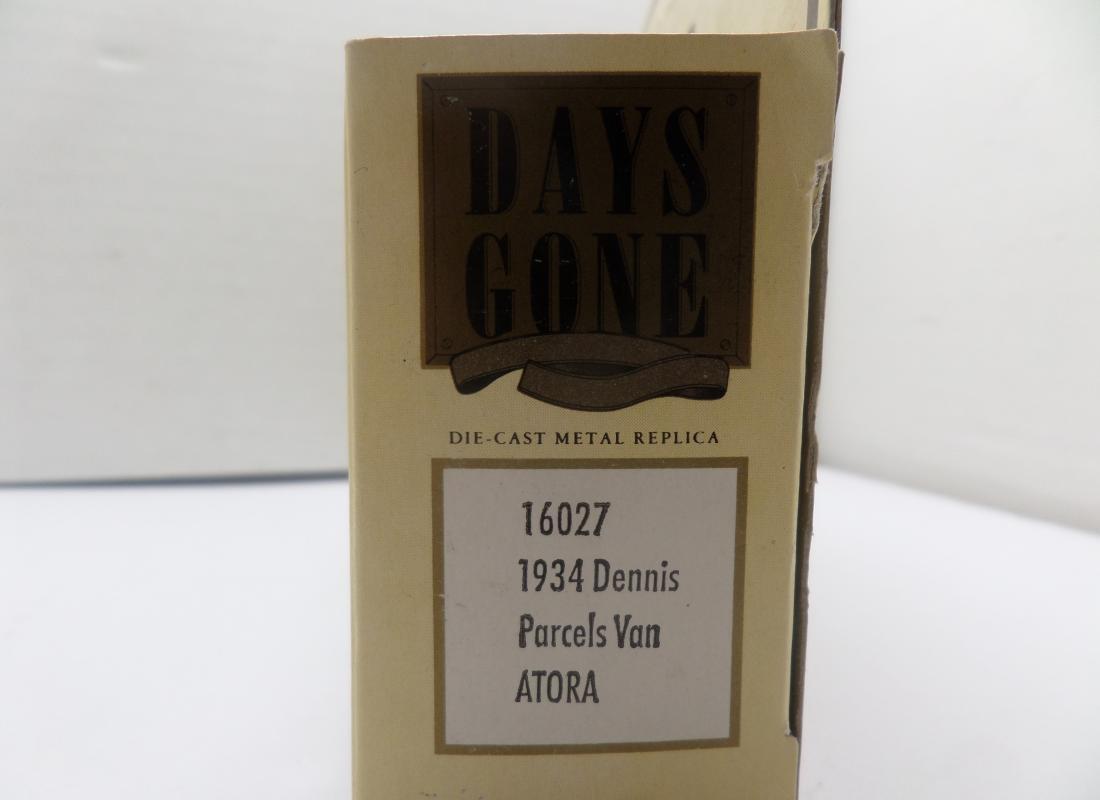 DAYS
GONE
DIE-CAST METAL REPLICA
16027
1934 Dennis
Parcels Van
ATORA